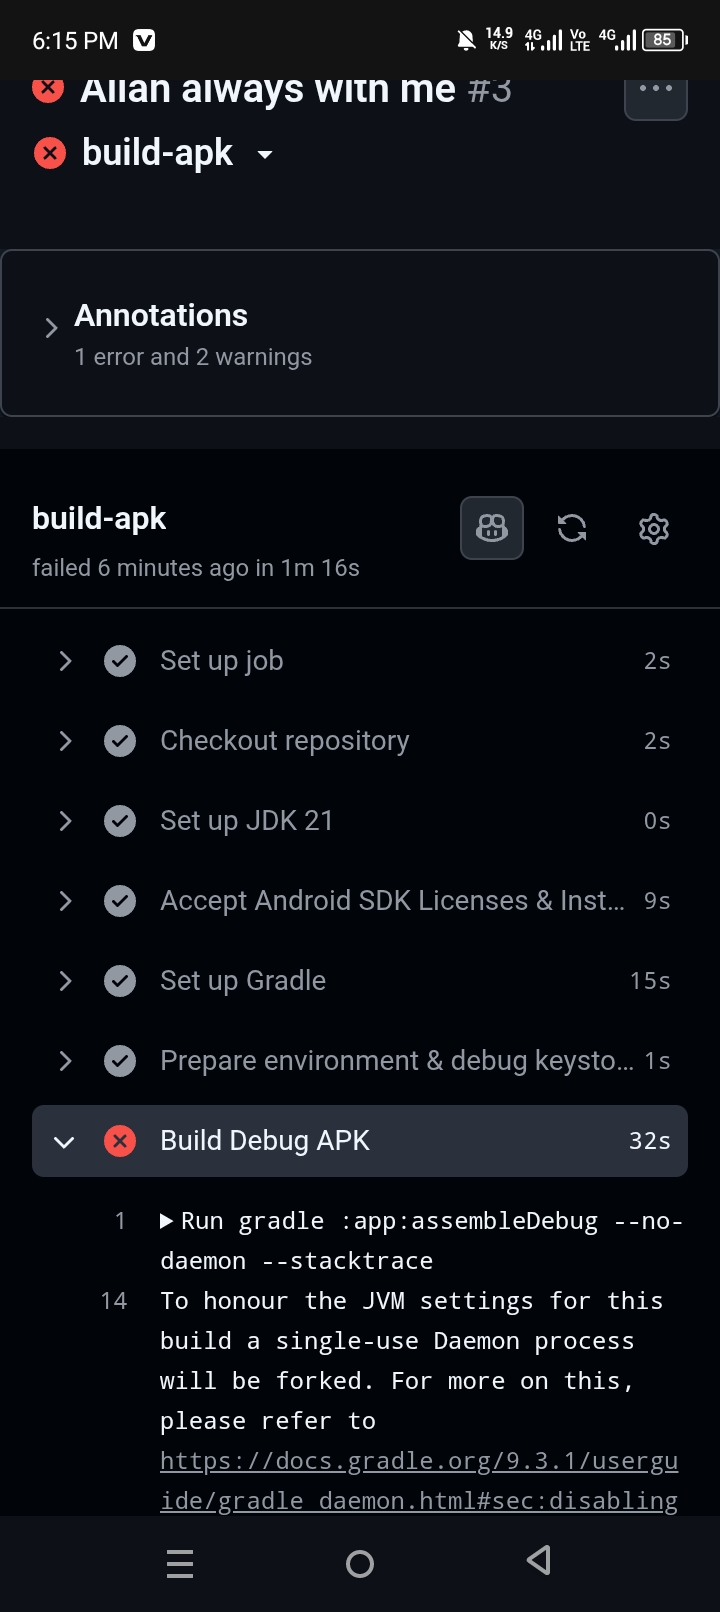 6:15 PM
14.9
K/S
4G
Vo
LTE
4G
85
Allah always with me #3
build-apk
Annotations
1 error and 2 warnings
build-apk
failed 6 minutes ago in 1m 16s
Set up job 2s
Checkout repository 2s
Set up JDK 21 0s
Accept Android SDK Licenses & Inst... 9s
Set up Gradle 15s
Prepare environment & debug keysto... 1s
Build Debug APK 32s
1 Run gradle :app:assembleDebug --no-
daemon --stacktrace
14 To honour the JVM settings for this
build a single-use Daemon process
will be forked. For more on this,
please refer to
https://docs.gradle.org/9.3.1/usergu
ide/gradle_daemon.html#sec:disabling